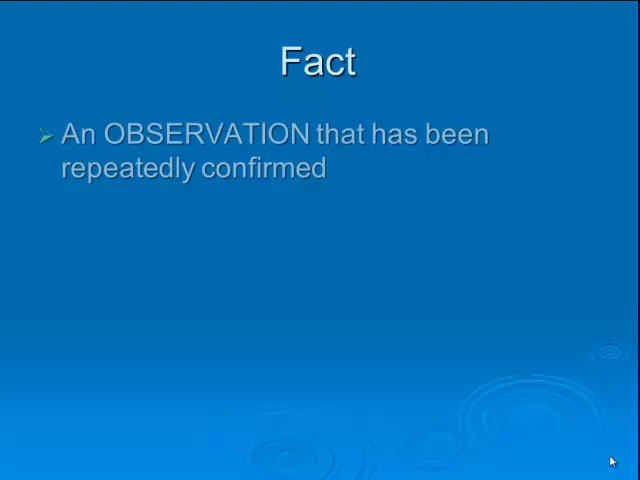 Fact
An OBSERVATION that has been
repeatedly confirmed